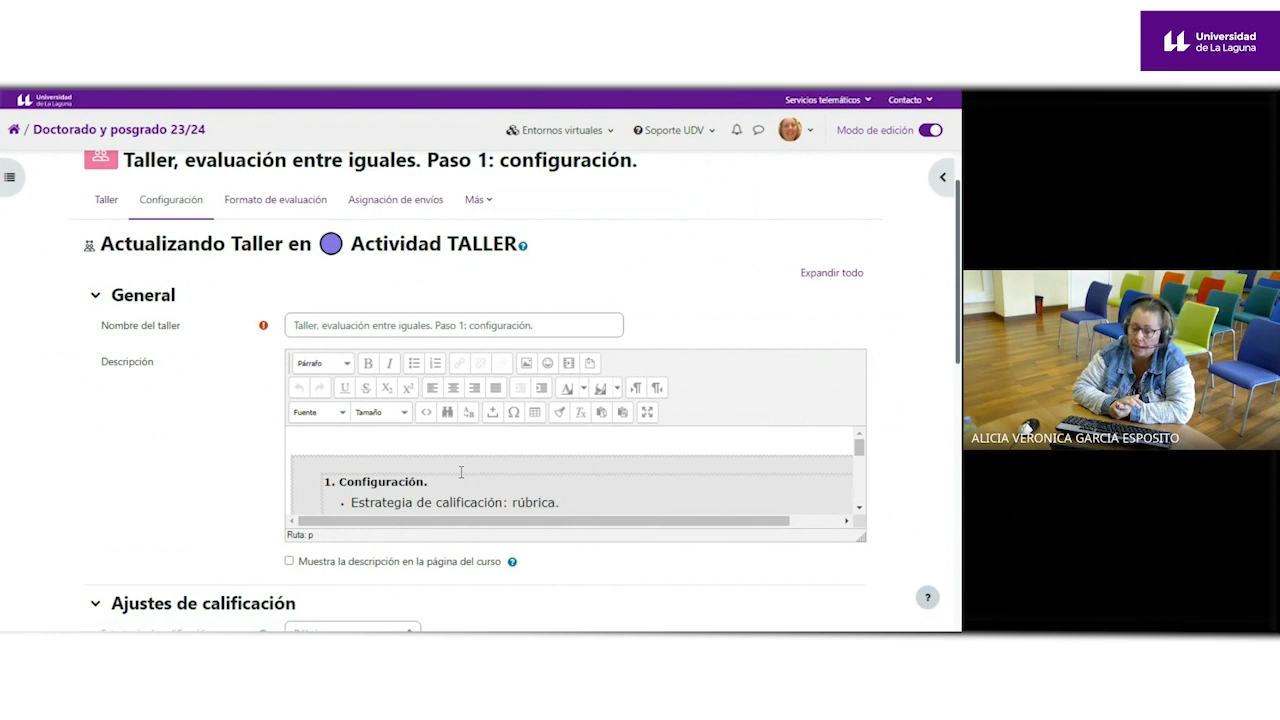 Universidad
de La Laguna
Universidad
de La Laguna
Servicios telemáticos
Contacto
/ Doctorado y posgrado 23/24
Entornos virtuales
Soporte UDV
Modo de edición
Taller, evaluación entre iguales. Paso 1: configuración.
Taller
Configuración
Formato de evaluación
Asignación de envíos
Más
Actualizando Taller en Actividad TALLER
Expandir todo
General
Nombre del taller
Taller, evaluación entre iguales. Paso 1: configuración.
Descripción
Párrafo
Fuente
Tamaño
1. Configuración.
• Estrategia de calificación: rúbrica.
Ruta: p
Muestra la descripción en la página del curso
Ajustes de calificación
ALICIA VERONICA GARCIA ESPOSITO